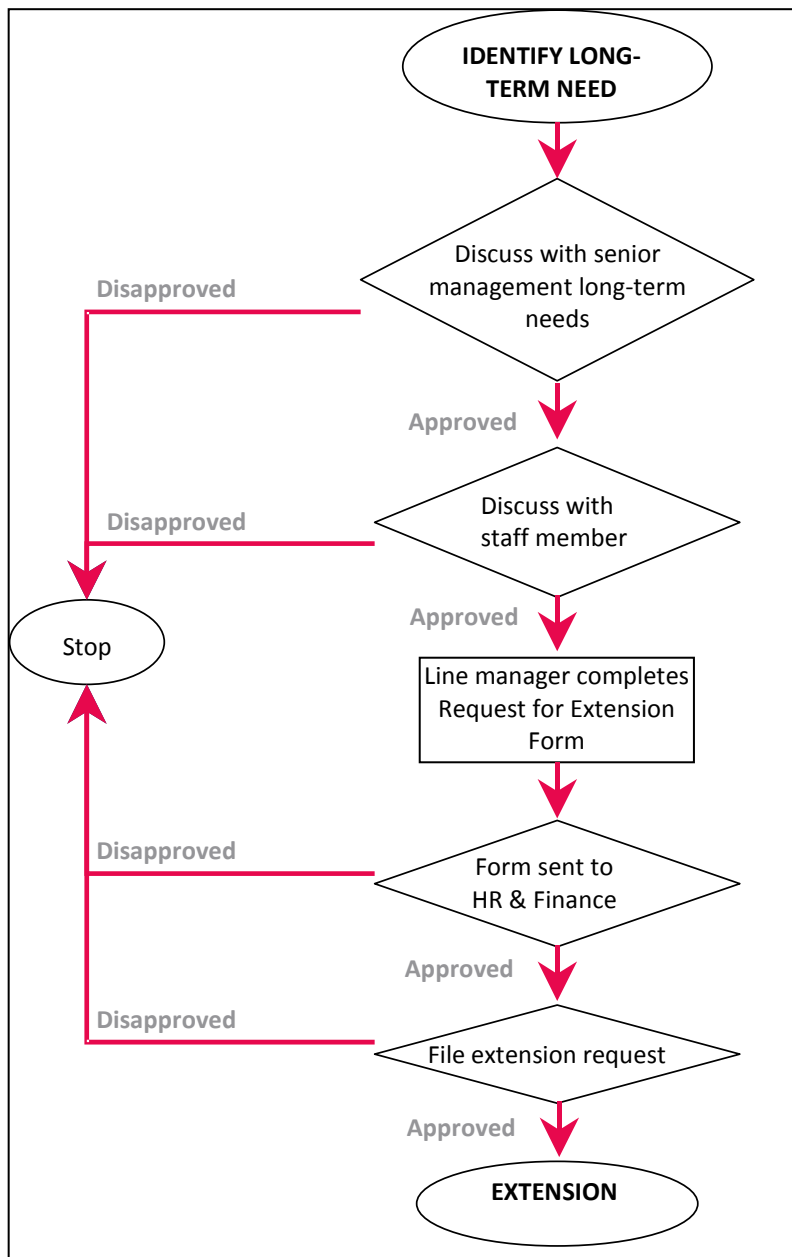 IDENTIFY LONG-
TERM NEED
Discuss with senior
management long-term
needs
Disapproved
Approved
Discuss with
staff member
Disapproved
Approved
Stop
Line manager completes
Request for Extension
Form
Form sent to
HR & Finance
Disapproved
Approved
File extension request
Disapproved
Approved
EXTENSION